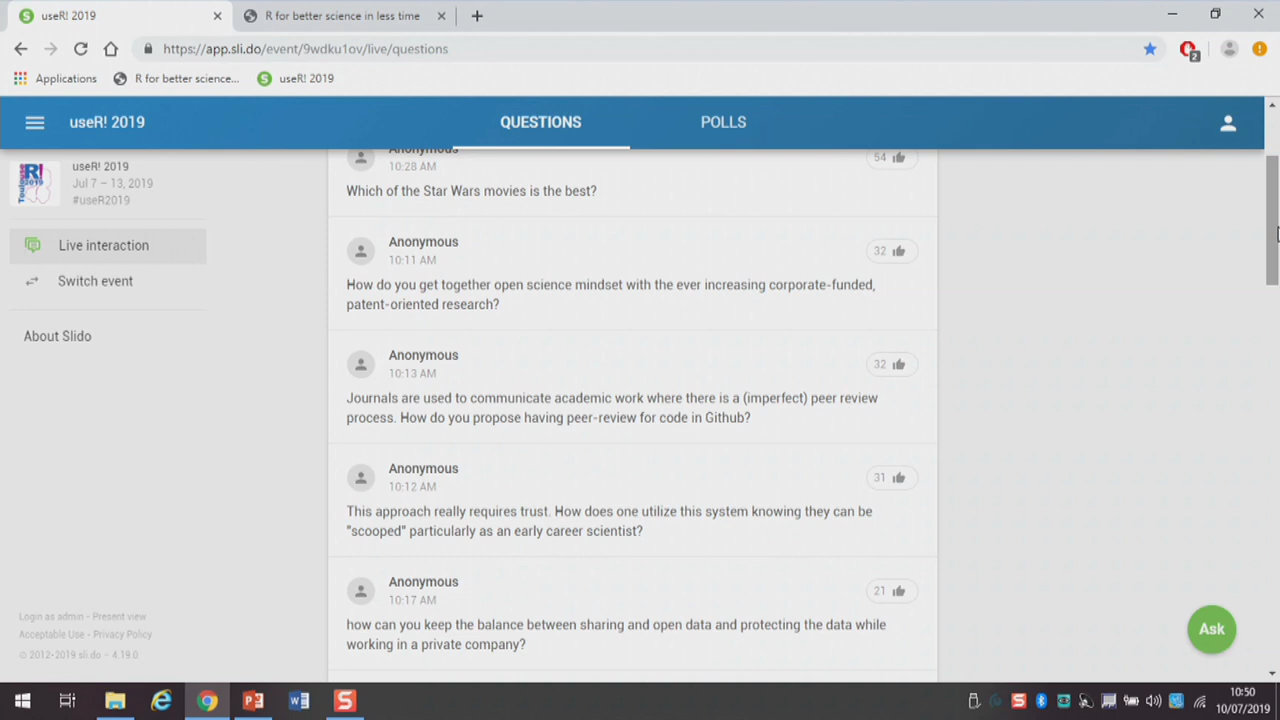 useR! 2019
R for better science in less time
https://app.sli.do/event/9wdku1ov/live/questions
2
Applications
R for better science...
useR! 2019
useR! 2019
QUESTIONS
POLLS
useR! 2019
Jul 7 – 13, 2019
#useR2019
Live interaction
Switch event
About Slido
Anonymous
10:28 AM
54
Which of the Star Wars movies is the best?
Anonymous
10:11 AM
32
How do you get together open science mindset with the ever increasing corporate-funded,
patent-oriented research?
Anonymous
10:13 AM
32
Journals are used to communicate academic work where there is a (imperfect) peer review
process. How do you propose having peer-review for code in Github?
Anonymous
10:12 AM
31
This approach really requires trust. How does one utilize this system knowing they can be
"scooped" particularly as an early career scientist?
Anonymous
10:17 AM
21
how can you keep the balance between sharing and open data and protecting the data while
working in a private company?
Login as admin - Present view
Acceptable Use - Privacy Policy
© 2012-2019 sli.do – 4.19.0
Ask
10:50
10/07/2019